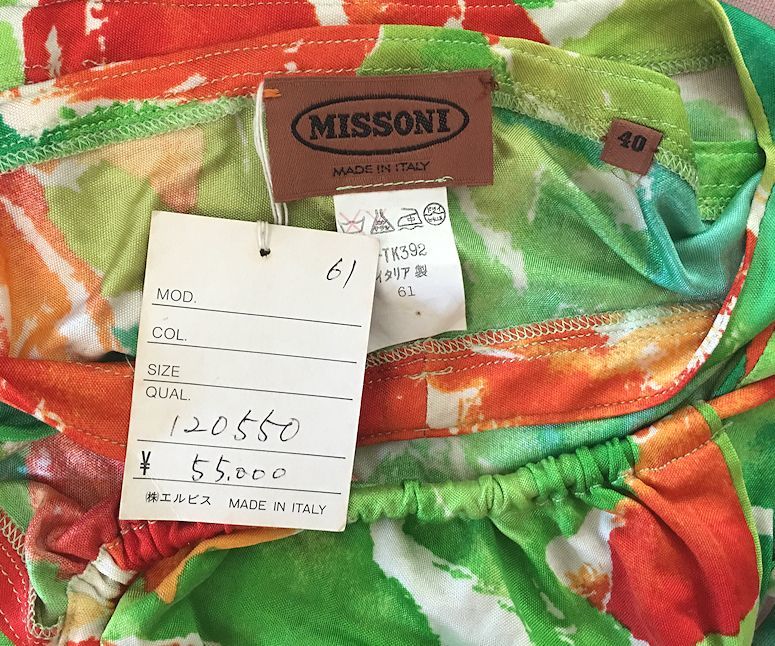 MISSONI
MADE IN ITALY
40
-TK392
イタリア製
61
61
MOD.
COL.
SIZE
QUAL.
120550
¥ 55.000
㈱エルビス MADE IN ITALY